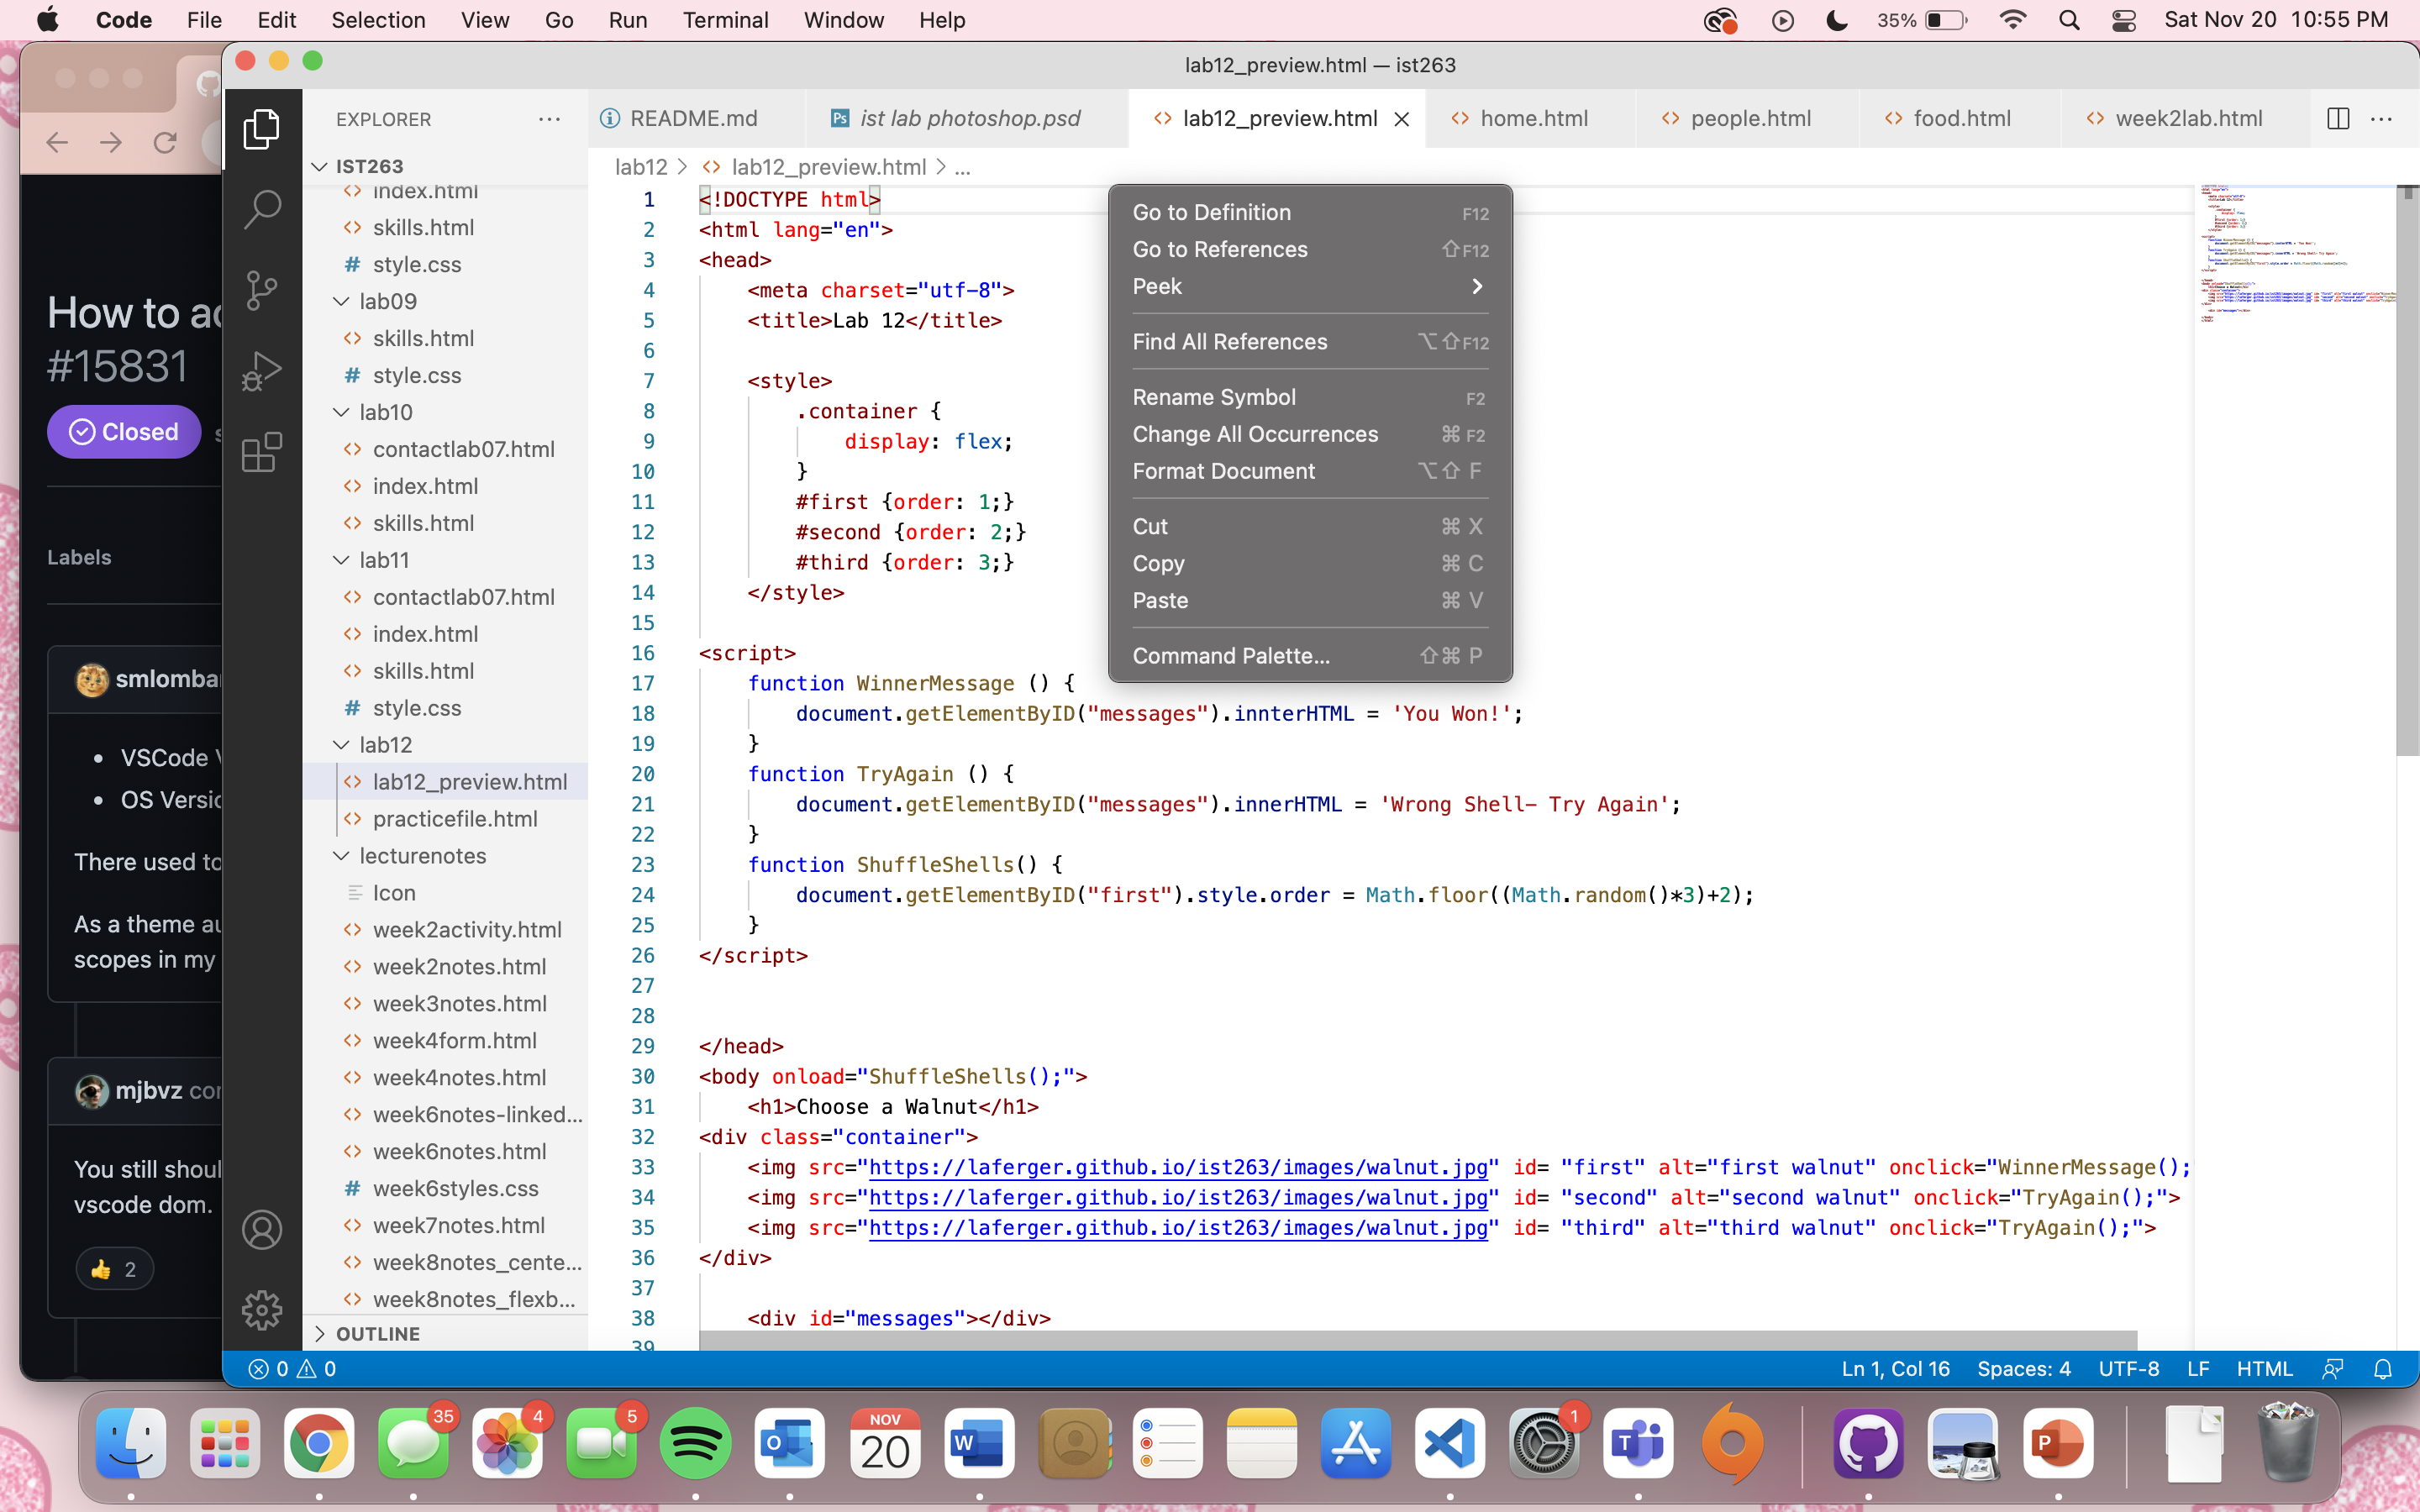 Code File Edit Selection View Go Run Terminal Window Help 35% Sat Nov 20 10:55 PM
lab12_preview.html — ist263
EXPLORER
README.md
Ps ist lab photoshop.psd
lab12_preview.html
home.html
people.html
food.html
week2lab.html
IST263
index.html
skills.html
style.css
lab09
skills.html
style.css
lab10
contactlab07.html
index.html
skills.html
lab11
contactlab07.html
index.html
skills.html
style.css
lab12
lab12_preview.html
practicefile.html
lecturenotes
Icon
week2activity.html
week2notes.html
week3notes.html
week4form.html
week4notes.html
week6notes-linked...
week6notes.html
week6styles.css
week7notes.html
week8notes_cente...
week8notes_flexb...
OUTLINE
How to
#15831
Closed
Labels
smlomba
• VSCode
• OS
There used
As a theme
scopes in my
mjbvz
You still
vscode dom.
👍 2
lab12 > lab12_preview.html > ...
1 <!DOCTYPE html>
2 <html lang="en">
3 <head>
4 <meta charset="utf-8">
5 <title>Lab 12</title>
6
7 <style>
8 .container {
9 display: flex;
10 }
11 #first {order: 1;}
12 #second {order: 2;}
13 #third {order: 3;}
14 </style>
15
16 <script>
17 function WinnerMessage () {
18 document.getElementByID("messages").innterHTML = 'You Won!';
19 }
20 function TryAgain () {
21 document.getElementByID("messages").innerHTML = 'Wrong Shell- Try Again';
22 }
23 function ShuffleShells() {
24 document.getElementByID("first").style.order = Math.floor((Math.random()*3)+2);
25 }
26 </script>
27
28
29 </head>
30 <body onload="ShuffleShells();">
31 <h1>Choose a Walnut</h1>
32 <div class="container">
33 <img src="https://laferger.github.io/ist263/images/walnut.jpg" id= "first" alt="first walnut" onclick="WinnerMessage();
34 <img src="https://laferger.github.io/ist263/images/walnut.jpg" id= "second" alt="second walnut" onclick="TryAgain();">
35 <img src="https://laferger.github.io/ist263/images/walnut.jpg" id= "third" alt="third walnut" onclick="TryAgain();">
36 </div>
37
38 <div id="messages"></div>
39
Go to Definition F12
Go to References ⇧F12
Peek
Find All References ⌥⇧F12
Rename Symbol F2
Change All Occurrences ⌘F2
Format Document ⌥⇧ F
Cut ⌘ X
Copy ⌘ C
Paste ⌘ V
Command Palette... ⇧⌘ P
0 0 Ln 1, Col 16 Spaces: 4 UTF-8 LF HTML
35 4 5 NOV 20 1
O W T P